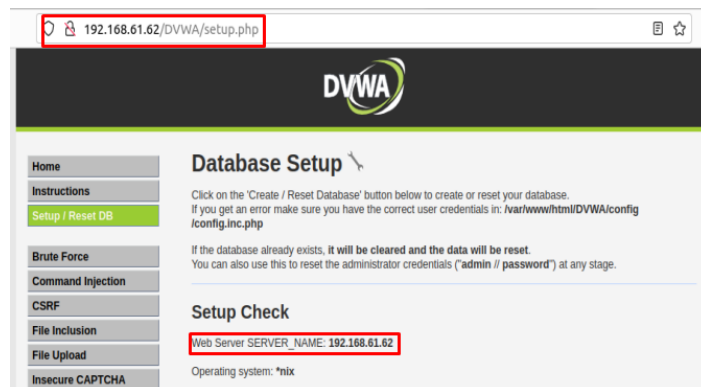 192.168.61.62/DVWA/setup.php
DVWA
Home
Instructions
Setup / Reset DB
Brute Force
Command Injection
CSRF
File Inclusion
File Upload
Insecure CAPTCHA
Database Setup
Click on the 'Create / Reset Database' button below to create or reset your database.
If you get an error make sure you have the correct user credentials in: /var/www/html/DVWA/config
/config.inc.php
If the database already exists, it will be cleared and the data will be reset.
You can also use this to reset the administrator credentials ("admin // password") at any stage.
Setup Check
Web Server SERVER_NAME: 192.168.61.62
Operating system: *nix